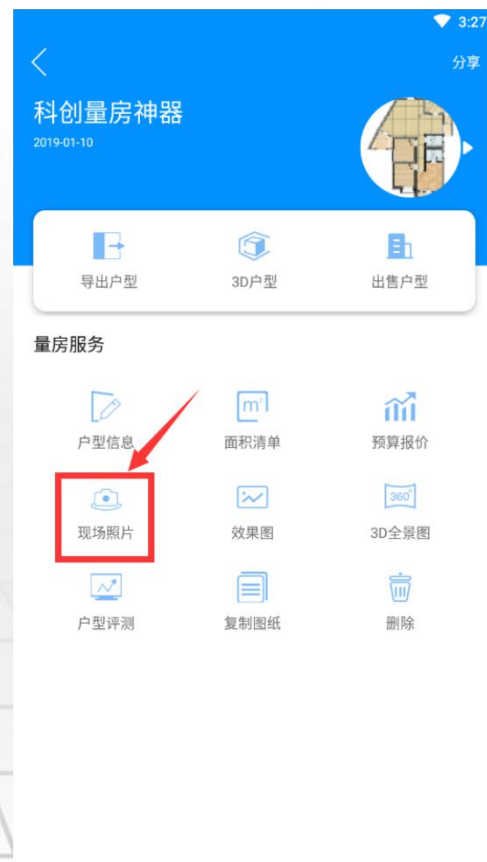 3:27
分享
科创量房神器
2019-01-10
导出户型
3D户型
出售户型
量房服务
户型信息
m²
面积清单
预算报价
现场照片
效果图
360°
3D全景图
户型评测
复制图纸
删除